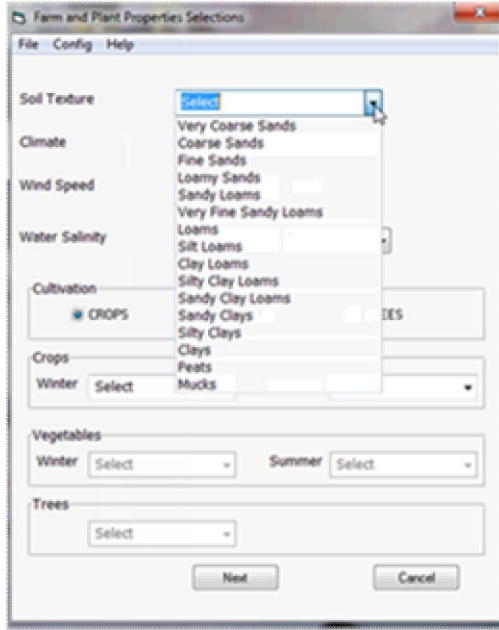 Farm and Plant Properties Selections
File Config Help
Soil Texture Select
Very Coarse Sands
Climate Coarse Sands
Fine Sands
Wind Speed Loamy Sands
Sandy Loams
Very Fine Sandy Loams
Water Salinity Loams
Silt Loams
Clay Loams
Silty Clay Loams
Cultivation
Sandy Clay Loams
CROPS Sandy Clays EES
Silty Clays
Crops Clays
Peats
Winter Select Mucks
Vegetables
Winter Select Summer Select
Trees
Select
Next Cancel